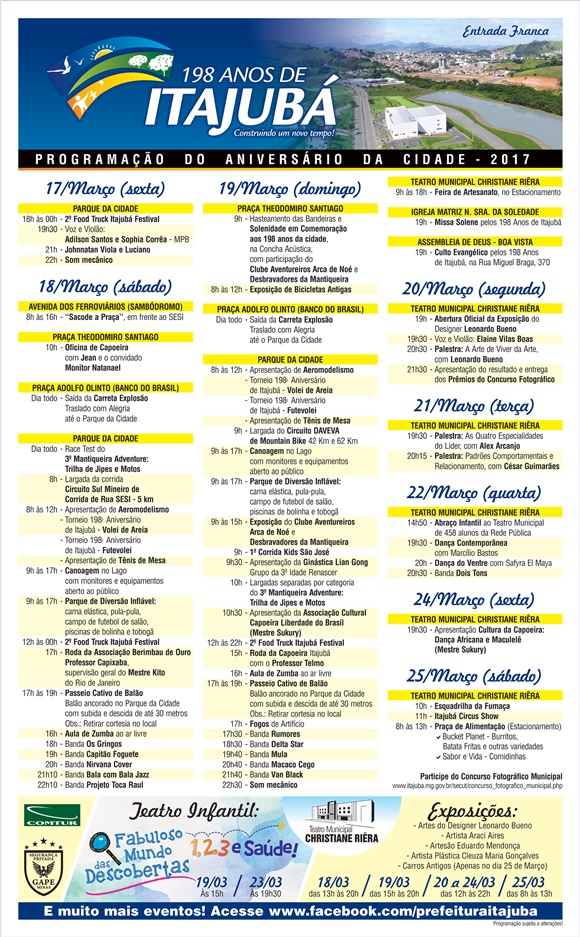 Entrada Franca
198 ANOS DE
ITAJUBÁ
Construindo um novo tempo!
PROGRAMAÇÃO DO ANIVERSÁRIO DA CIDADE - 2017
17/Março (sexta)
PARQUE DA CIDADE
18h às 00h - 2º Food Truck Itajubá Festival
19h30 - Voz e Violão:
Adilson Santos e Sophia Corrêa - MPB
21h - Johnnatan Viola e Luciano
22h - Som mecânico
18/Março (sábado)
AVENIDA DOS FERROVIÁRIOS (SAMBÓDROMO)
8h às 16h - "Sacode a Praça", em frente ao SESI
PRAÇA THEODOMIRO SANTIAGO
10h - Oficina de Capoeira
com Jean e o convidado
Monitor Natanael
PRAÇA ADOLFO OLINTO (BANCO DO BRASIL)
Dia todo - Saída da Carreta Explosão
Traslado com Alegria
até o Parque da Cidade
PARQUE DA CIDADE
Dia todo - Race Test do
3º Mantiqueira Adventure:
Trilha de Jipes e Motos
8h - Largada da corrida
Circuito Sul Mineiro de
Corrida de Rua SESI - 5 km
8h às 12h - Apresentação de Aeromodelismo
- Torneio 198º Aniversário
de Itajubá - Volei de Areia
- Torneio 198º Aniversário
de Itajubá - Futevolei
- Apresentação de Tênis de Mesa
9h às 17h - Canoagem no Lago
com monitores e equipamentos
aberto ao público
9h às 17h - Parque de Diversão Inflável:
cama elástica, pula-pula,
campo de futebol de salão,
piscinas de bolinha e tobogã
12h às 00h - 2º Food Truck Itajubá Festival
17h - Roda da Associação Berimbau de Ouro
Professor Capixaba,
supervisão geral do Mestre Kito
do Rio de Janeiro
17h às 19h - Passeio Cativo de Balão
Balão ancorado no Parque da Cidade
com subida e descida de até 30 metros
Obs.: Retirar cortesia no local
16h - Aula de Zumba ao ar livre
18h - Banda Os Gringos
19h - Banda Capitão Foguete
20h - Banda Nirvana Cover
21h10 - Banda Bala com Bala Jazz
22h10 - Banda Projeto Toca Raul
19/Março (domingo)
PRAÇA THEODOMIRO SANTIAGO
9h - Hasteamento das Bandeiras e
Solenidade em Comemoração
aos 198 anos da cidade,
na Concha Acústica,
com participação do
Clube Aventureiros Arca de Noé e
Desbravadores da Mantiqueira
8h às 12h - Exposição de Bicicletas Antigas
PRAÇA ADOLFO OLINTO (BANCO DO BRASIL)
Dia todo - Saída da Carreta Explosão
Traslado com Alegria
até o Parque da Cidade
PARQUE DA CIDADE
8h às 12h - Apresentação de Aeromodelismo
- Torneio 198º Aniversário
de Itajubá - Volei de Areia
- Torneio 198º Aniversário
de Itajubá - Futevolei
- Apresentação de Tênis de Mesa
9h - Largada do Circuito DAVEVA
de Mountain Bike 42 Km e 62 Km
9h às 17h - Canoagem no Lago
com monitores e equipamentos
aberto ao público
9h às 17h - Parque de Diversão Inflável:
cama elástica, pula-pula,
campo de futebol de salão,
piscinas de bolinha e tobogã
9h às 15h - Exposição do Clube Aventureiros
Arca de Noé e
Desbravadores da Mantiqueira
9h - 1ª Corrida Kids São José
9h30 - Apresentação da Ginástica Lian Gong
Grupo da 3ª Idade Renascer
10h - Largadas separadas por categoria
do 3º Mantiqueira Adventure:
Trilha de Jipes e Motos
10h30 - Apresentação da Associação Cultural
Capoeira Liberdade do Brasil
(Mestre Sukury)
12h às 22h - 2º Food Truck Itajubá Festival
15h - Roda da Capoeira Itajubá
com o Professor Telmo
16h - Aula de Zumba ao ar livre
17h às 19h - Passeio Cativo de Balão
Balão ancorado no Parque da Cidade
com subida e descida de até 30 metros
Obs.: Retirar cortesia no local
17h - Fogos de Artifício
17h30 - Banda Rumores
18h30 - Banda Delta Star
19h40 - Banda Mula
20h40 - Banda Macaco Cego
21h40 - Banda Van Black
22h30 - Som mecânico
TEATRO MUNICIPAL CHRISTIANE RIÊRA
9h às 18h - Feira de Artesanato, no Estacionamento
IGREJA MATRIZ N. SRA. DA SOLEDADE
19h - Missa Solene pelos 198 Anos de Itajubá
ASSEMBLEIA DE DEUS - BOA VISTA
19h - Culto Evangélico pelos 198 Anos
de Itajubá, na Rua Miguel Braga, 370
20/Março (segunda)
TEATRO MUNICIPAL CHRISTIANE RIÊRA
19h - Abertura Oficial da Exposição do
Designer Leonardo Bueno
19h30 - Voz e Violão: Elaine Vilas Boas
20h30 - Palestra: A Arte de Viver da Arte,
com Leonardo Bueno
21h30 - Apresentação do resultado e entrega
dos Prêmios do Concurso Fotográfico
21/Março (terça)
TEATRO MUNICIPAL CHRISTIANE RIÊRA
19h30 - Palestra: As Quatro Especialidades
do Líder, com Alex Arcanjo
20h15 - Palestra: Padrões Comportamentais e
Relacionamento, com César Guimarães
22/Março (quarta)
TEATRO MUNICIPAL CHRISTIANE RIÊRA
14h50 - Abraço Infantil ao Teatro Municipal
de 458 alunos da Rede Pública
19h30 - Dança Contemporânea
com Marcílio Bastos
20h - Dança do Ventre com Safyra El Maya
20h30 - Banda Dois Tons
24/Março (sexta)
TEATRO MUNICIPAL CHRISTIANE RIÊRA
19h30 - Apresentação Cultura da Capoeira:
Dança Africana e Maculelê
(Mestre Sukury)
25/Março (sábado)
TEATRO MUNICIPAL CHRISTIANE RIÊRA
10h - Esquadrilha da Fumaça
11h - Itajubá Circus Show
8h às 13h - Praça de Alimentação (Estacionamento)
Bucket Planet - Burritos,
Batata Fritas e outras variedades
Sabor e Vida - Comidinhas
Participe do Concurso Fotográfico Municipal
www.itajuba.mg.gov.br/secult/concurso_fotografico_municipal.php
COMTUR
SEGURANÇA
PRIVADA
GAPE
MINAS
Teatro Infantil:
Fabuloso
Mundo
das
Descobertas
1,2,3 e Saúde!
19/03
Às 15h
23/03
Às 19h30
Teatro Municipal
CHRISTIANE RIÊRA
Exposições:
- Artes do Designer Leonardo Bueno
- Artista Araci Aires
- Artesão Eduardo Mendonça
- Artista Plástica Cleuza Maria Gonçalves
- Carros Antigos (Apenas no dia 25 de Março)
18/03
das 13h às 20h
19/03
das 15h às 20h
20 a 24/03
das 12h às 22h
25/03
das 8h às 13h
E muito mais eventos! Acesse www.facebook.com/prefeituraitajuba
Programação sujeita a alterações!